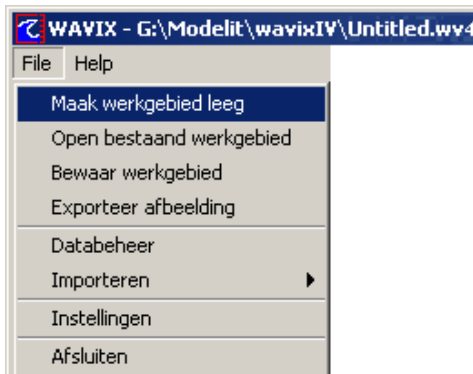 WAVIX - G:\Modelit\wavixIV\Untitled.wv4
File Help
Maak werkgebied leeg
Open bestaand werkgebied
Bewaar werkgebied
Exporteer afbeelding
Databeheer
Importeren
Instellingen
Afsluiten